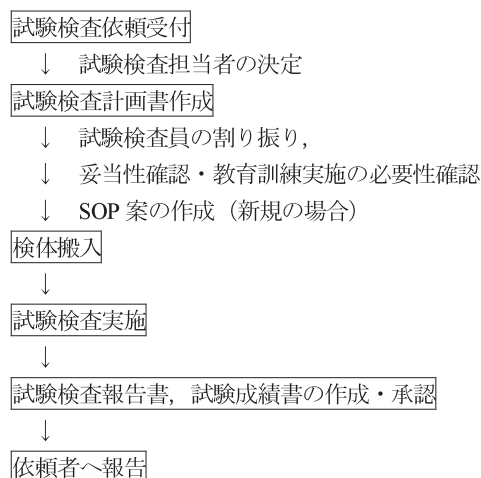 試験検査依頼受付
↓ 試験検査担当者の決定
試験検査計画書作成
↓ 試験検査員の割り振り，
↓ 妥当性確認・教育訓練実施の必要性確認
↓ SOP 案の作成（新規の場合）
検体搬入
↓
試験検査実施
↓
試験検査報告書，試験成績書の作成・承認
↓
依頼者へ報告